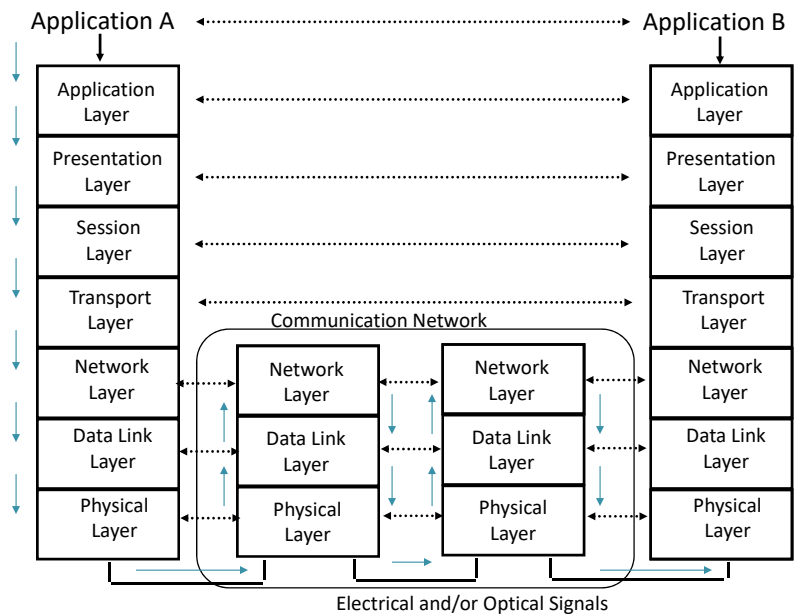 Application A
Application B
Application
Layer
Presentation
Layer
Session
Layer
Transport
Layer
Network
Layer
Data Link
Layer
Physical
Layer
Communication Network
Network
Layer
Data Link
Layer
Physical
Layer
Network
Layer
Data Link
Layer
Physical
Layer
Application
Layer
Presentation
Layer
Session
Layer
Transport
Layer
Network
Layer
Data Link
Layer
Physical
Layer
Electrical and/or Optical Signals